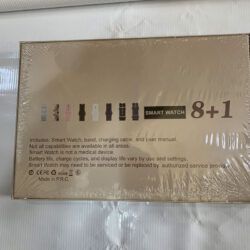 SMART WATCH 8+1
Includes: Smart Watch, band, charging cable, and user manual.
Not all capabilities are available in all areas.
Smart Watch is not a medical device.
Battery life, charge cycles, and display life vary by use and settings.
Smart Watch may need to be serviced or be replaced by authorized service provider.
Made in P.R.C.